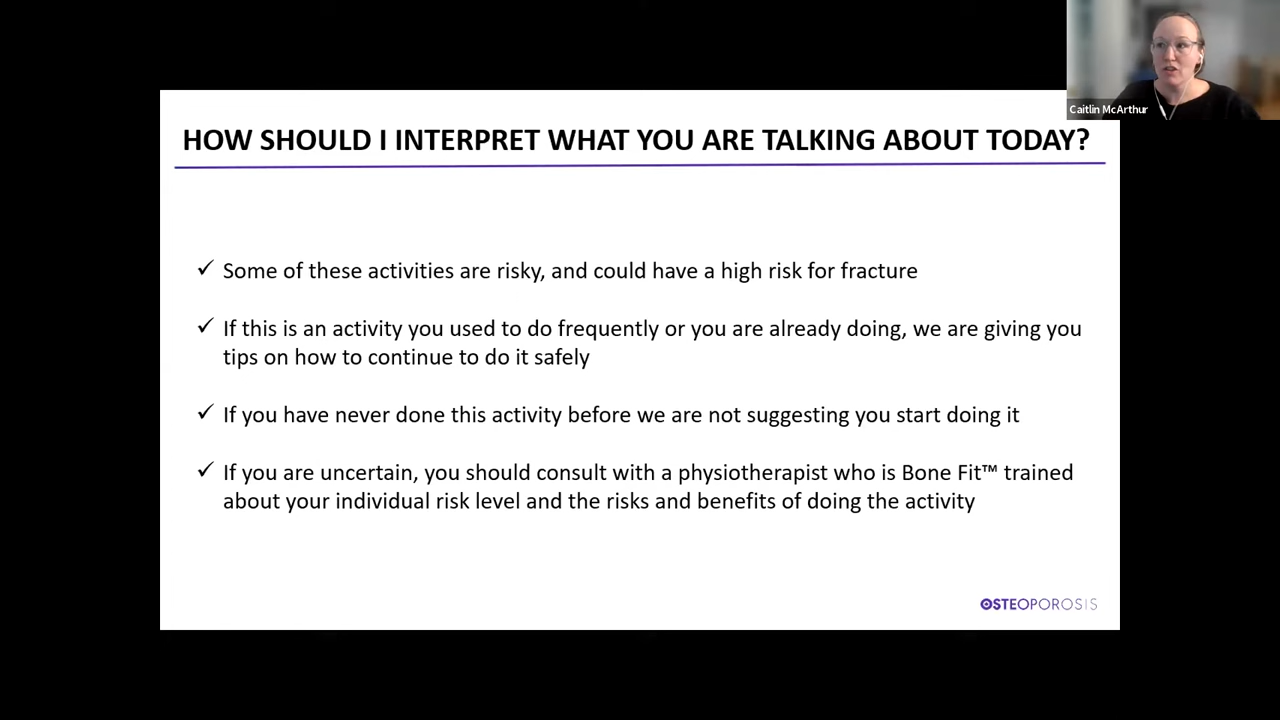 Caitlin McArthur
HOW SHOULD I INTERPRET WHAT YOU ARE TALKING ABOUT TODAY?
✓ Some of these activities are risky, and could have a high risk for fracture
✓ If this is an activity you used to do frequently or you are already doing, we are giving you
tips on how to continue to do it safely
✓ If you have never done this activity before we are not suggesting you start doing it
✓ If you are uncertain, you should consult with a physiotherapist who is Bone Fit™ trained
about your individual risk level and the risks and benefits of doing the activity
OSTEOPOROSIS